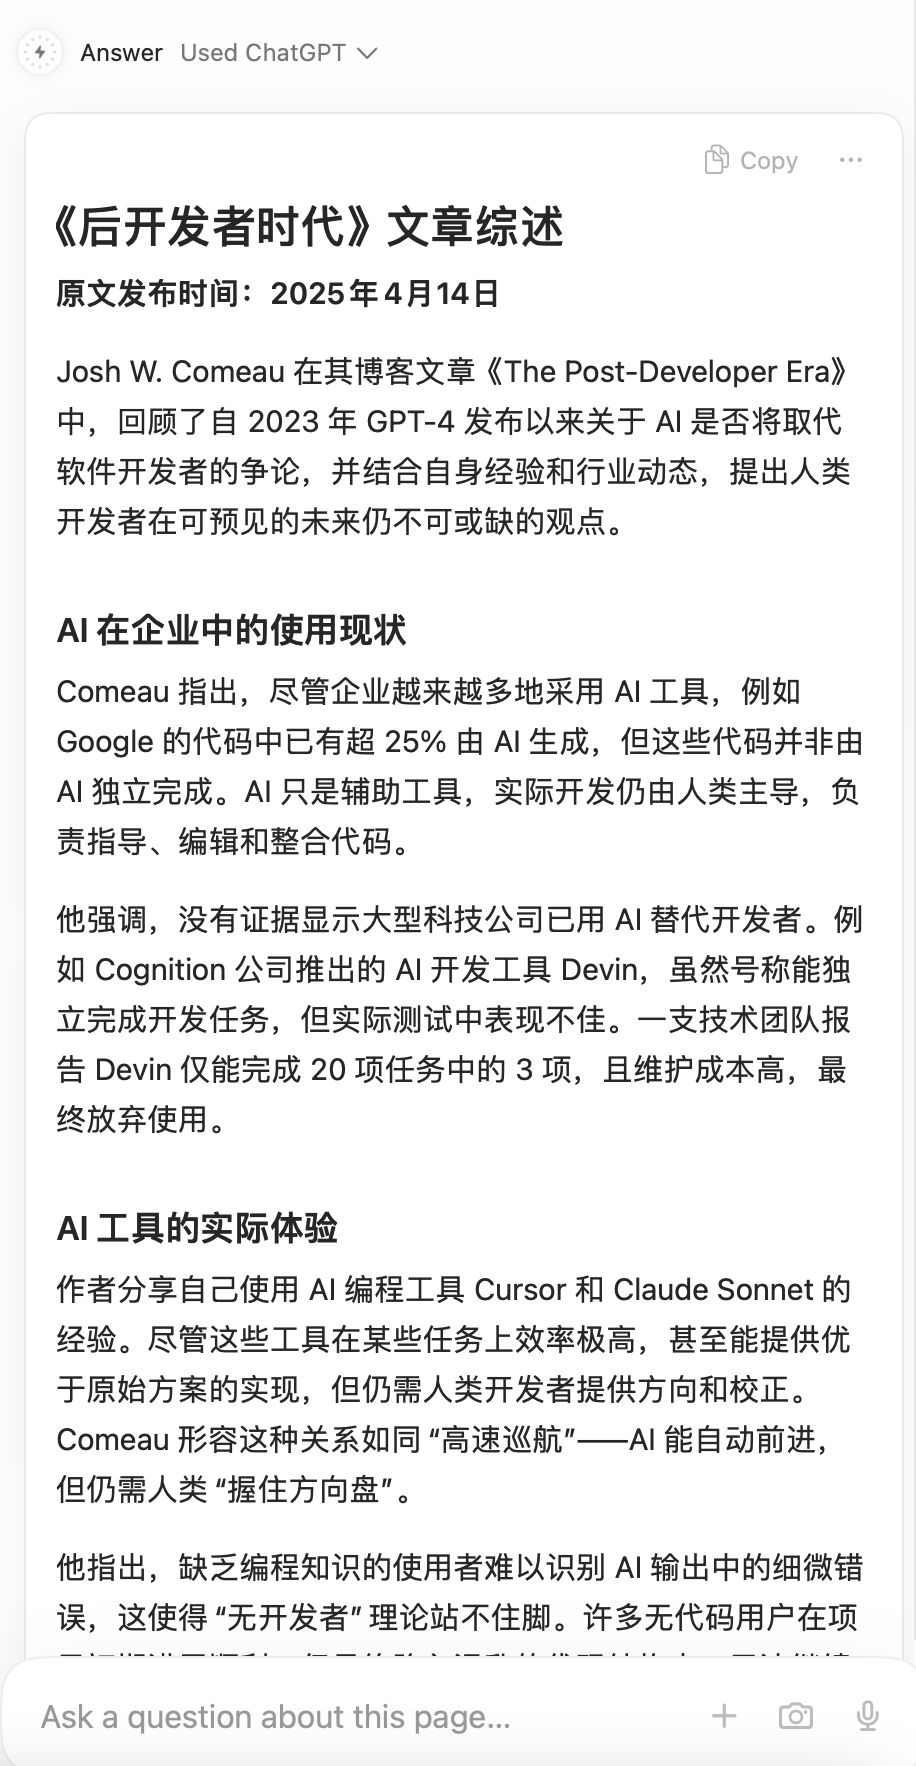 Answer Used ChatGPT
Copy
《后开发者时代》文章综述
原文发布时间：2025年4月14日
Josh W. Comeau 在其博客文章《The Post-Developer Era》
中，回顾了自 2023 年 GPT-4 发布以来关于 AI 是否将取代
软件开发者的争论，并结合自身经验和行业动态，提出人类
开发者在可预见的未来仍不可或缺的观点。
AI 在企业中的使用现状
Comeau 指出，尽管企业越来越多地采用 AI 工具，例如
Google 的代码中已有超 25% 由 AI 生成，但这些代码并非由
AI 独立完成。AI 只是辅助工具，实际开发仍由人类主导，负
责指导、编辑和整合代码。
他强调，没有证据显示大型科技公司已用 AI 替代开发者。例
如 Cognition 公司推出的 AI 开发工具 Devin，虽然号称能独
立完成开发任务，但实际测试中表现不佳。一支技术团队报
告 Devin 仅能完成 20 项任务中的 3 项，且维护成本高，最
终放弃使用。
AI 工具的实际体验
作者分享自己使用 AI 编程工具 Cursor 和 Claude Sonnet 的
经验。尽管这些工具在某些任务上效率极高，甚至能提供优
于原始方案的实现，但仍需人类开发者提供方向和校正。
Comeau 形容这种关系如同 “高速巡航”——AI 能自动前进，
但仍需人类 “握住方向盘” 。
他指出，缺乏编程知识的使用者难以识别 AI 输出中的细微错
误，这使得 “无开发者” 理论站不住脚。许多无代码用户在项
Ask a question about this page...